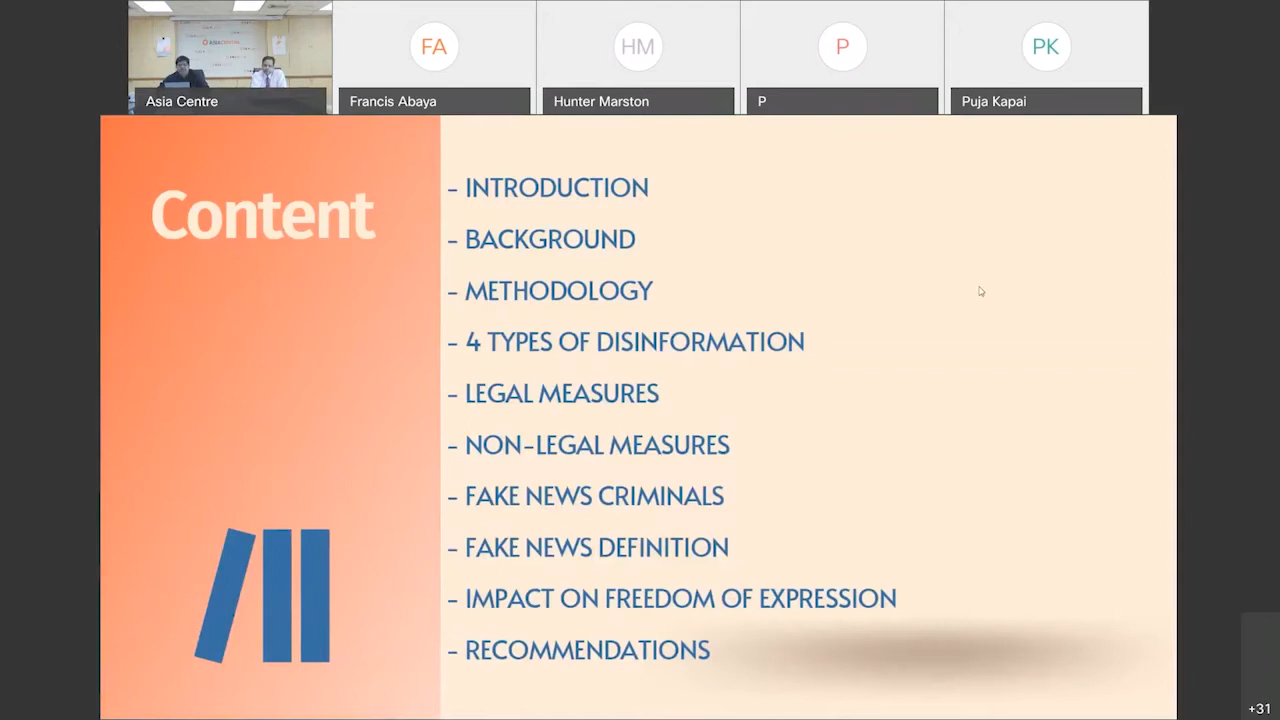 ASIACENTRE
FA
HM
P
PK
Asia Centre
Francis Abaya
Hunter Marston
P
Puja Kapai
Content
- INTRODUCTION
- BACKGROUND
- METHODOLOGY
- 4 TYPES OF DISINFORMATION
- LEGAL MEASURES
- NON-LEGAL MEASURES
- FAKE NEWS CRIMINALS
- FAKE NEWS DEFINITION
- IMPACT ON FREEDOM OF EXPRESSION
- RECOMMENDATIONS
+31